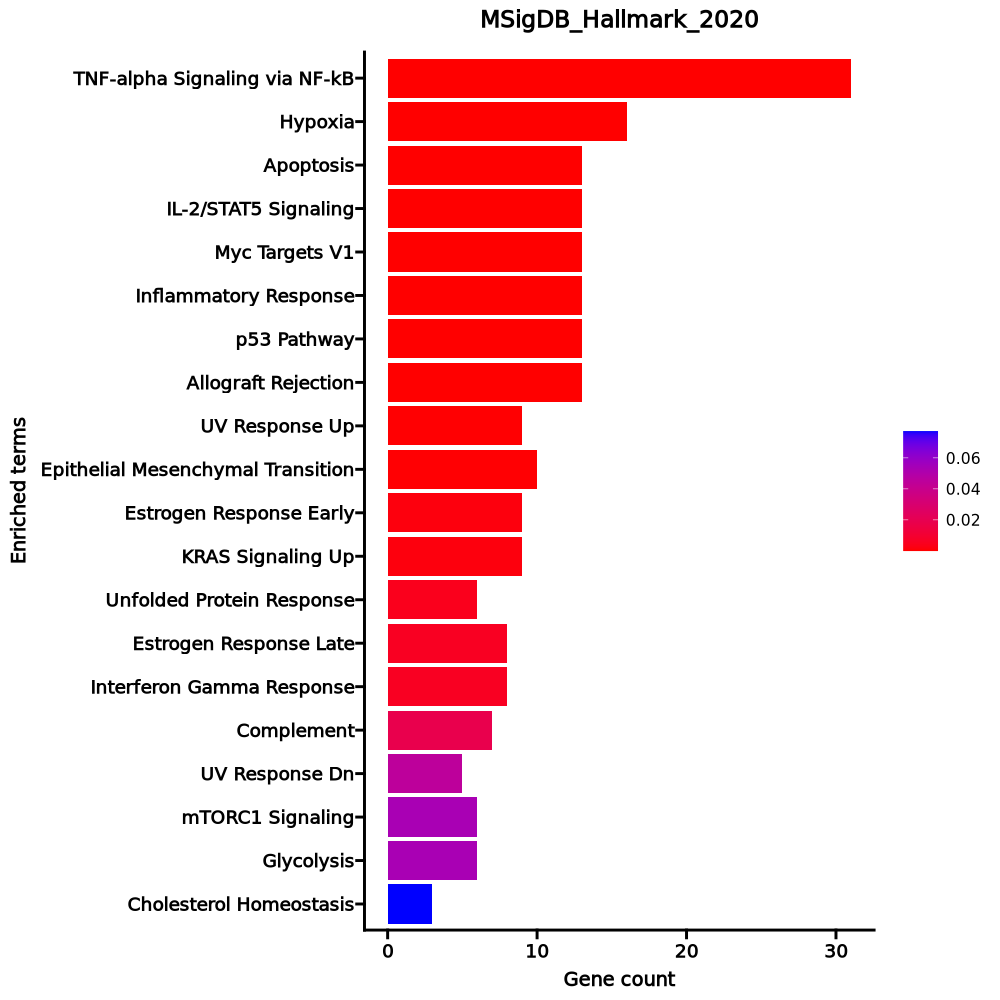 MSigDB_Hallmark_2020
TNF-alpha Signaling via NF-kB
Hypoxia
Apoptosis
IL-2/STAT5 Signaling
Myc Targets V1
Inflammatory Response
p53 Pathway
Allograft Rejection
UV Response Up
Epithelial Mesenchymal Transition
Estrogen Response Early
KRAS Signaling Up
Unfolded Protein Response
Estrogen Response Late
Interferon Gamma Response
Complement
UV Response Dn
mTORC1 Signaling
Glycolysis
Cholesterol Homeostasis
Enriched terms
0 10 20 30
Gene count
0.06
0.04
0.02